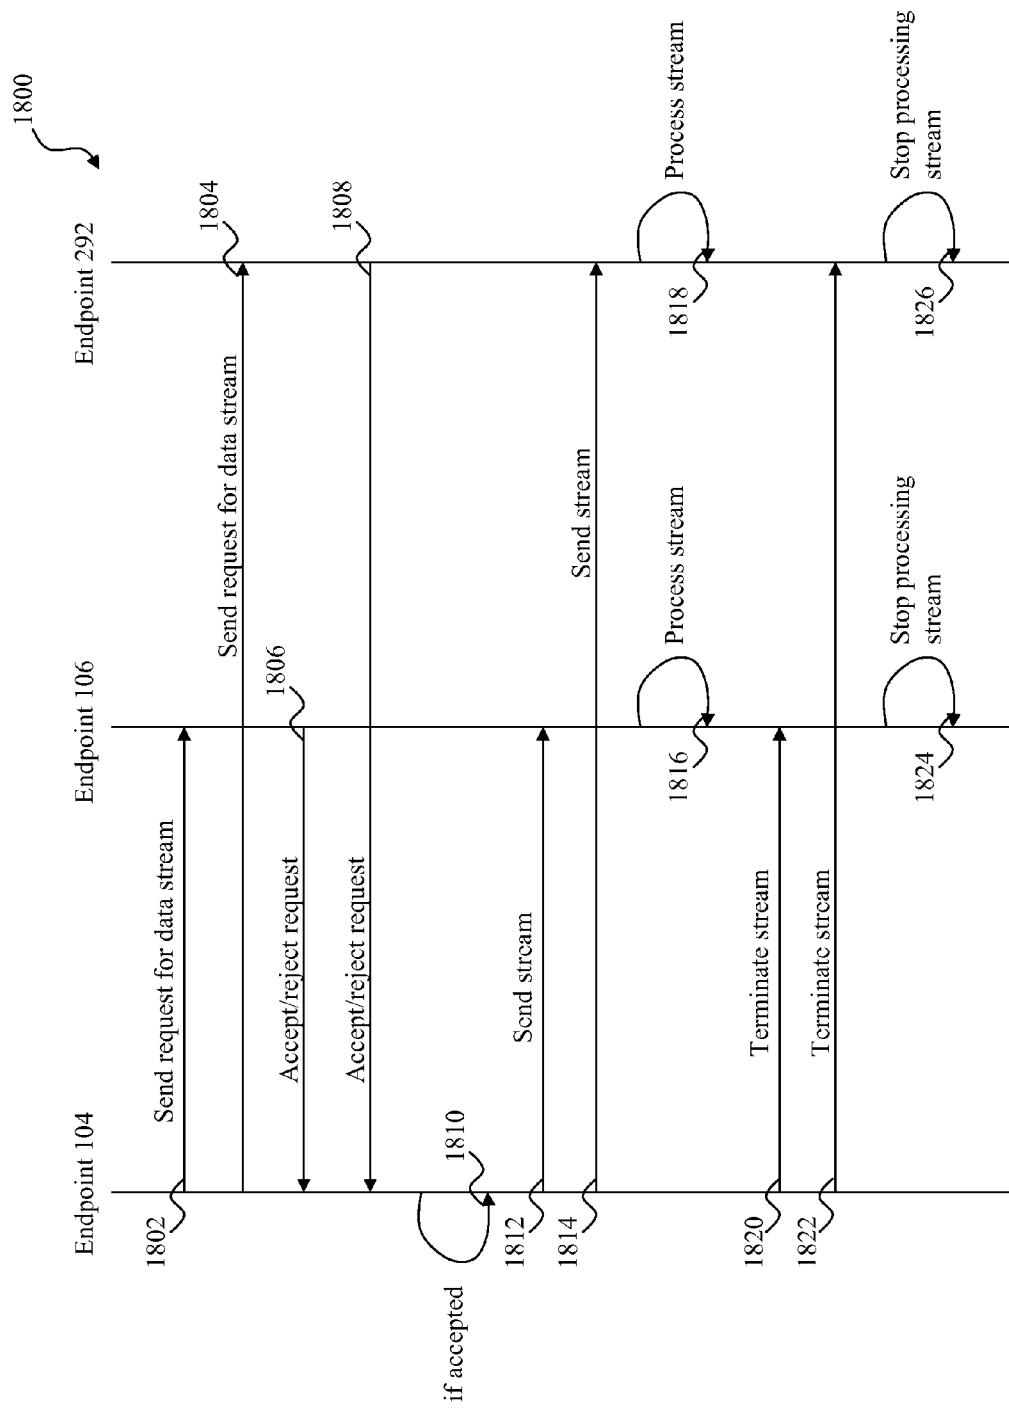 1800
Endpoint 104
Endpoint 106
Endpoint 292
1802
Send request for data stream
Send request for data stream
1804
Accept/reject request
1806
Accept/reject request
1808
if accepted
1810
1812
Send stream
1814
Send stream
1816
Process stream
1818
Process stream
1820
Terminate stream
1822
Terminate stream
1824
Stop processing
stream
1826
Stop processing
stream